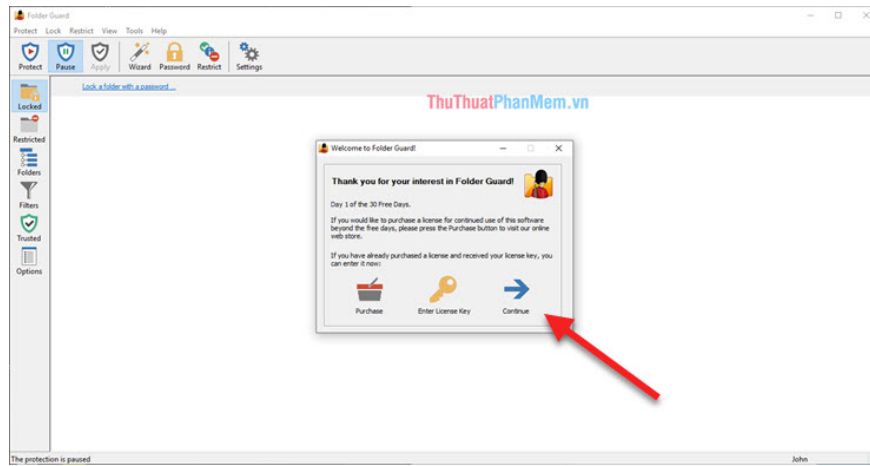 Folder Guard
Protect Lock Restrict View Tools Help
Protect Pause Apply Wizard Password Restrict Settings
Locked
Lock a folder with a password ...
ThuThuatPhanMem.vn
Restricted
Folders
Filters
Trusted
Options
Welcome to Folder Guard!
Thank you for your interest in Folder Guard!
Day 1 of the 30 Free Days.
If you would like to purchase a license for continued use of this software
beyond the free days, please press the Purchase button to visit our online
web store.
If you have already purchased a license and received your license key, you
can enter it now:
Purchase Enter License Key Continue
The protection is paused John